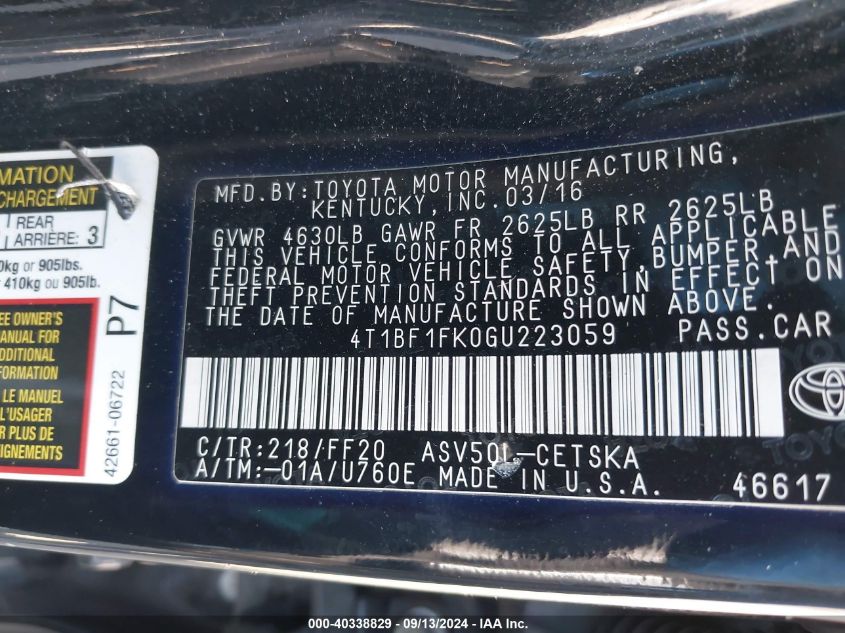 MATION
CHARGEMENT
REAR
ARRIÈRE: 3
0kg or 905lbs.
r 410kg ou 905lb.
EE OWNER'S
MANUAL FOR
ADDITIONAL
FORMATION
LE MANUEL
L'USAGER
R PLUS DE
SIGNEMENTS
P7
42661-06722
MFD.BY:TOYOTA MOTOR MANUFACTURING,
KENTUCKY, INC.03/16
GVWR 4630LB GAWR FR 2625LB RR 2625LB
THIS VEHICLE CONFORMS TO ALL APPLICABLE
FEDERAL MOTOR VEHICLE SAFETY,BUMPER,AND
THEFT PREVENTION STANDARDS IN EFFECT ON
THE DATE OF MANUFACTURE SHOWN ABOVE.
4T1BF1FK0GU223059 PASS.CAR
C/TR:218/FF20 ASV50L-CETSKA
A/TM:-01A/U760E MADE IN U.S.A. 46617
000-40338829 - 09/13/2024 - IAA Inc.